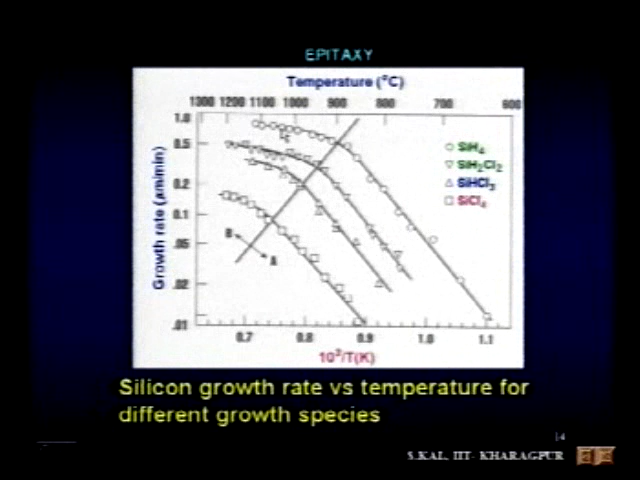 EPITAXY
Temperature (°C)
1300 1200 1100 1000 900 800 700 600
1.0
0.5
0.2
0.1
.05
.02
.01
Growth rate (μm/min)
SiH4
SiH2Cl2
SiHCl3
SiCl4
B
A
0.7 0.8 0.9 1.0 1.1
10³/T(K)
Silicon growth rate vs temperature for
different growth species
14
S.KAL, IIT- KHARAGPUR